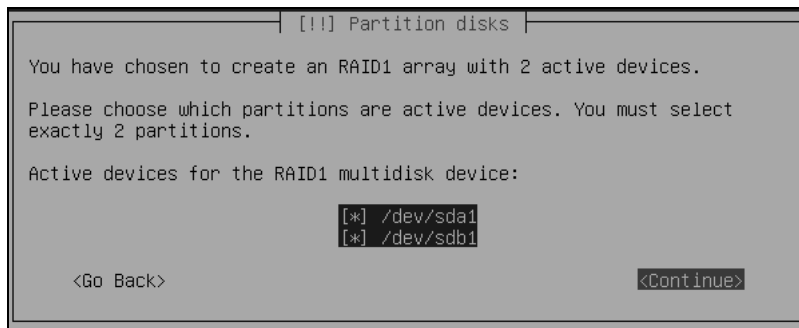 [!!] Partition disks
You have chosen to create an RAID1 array with 2 active devices.
Please choose which partitions are active devices. You must select
exactly 2 partitions.
Active devices for the RAID1 multidisk device:
[*] /dev/sda1
[*] /dev/sdb1
<Go Back> <Continue>